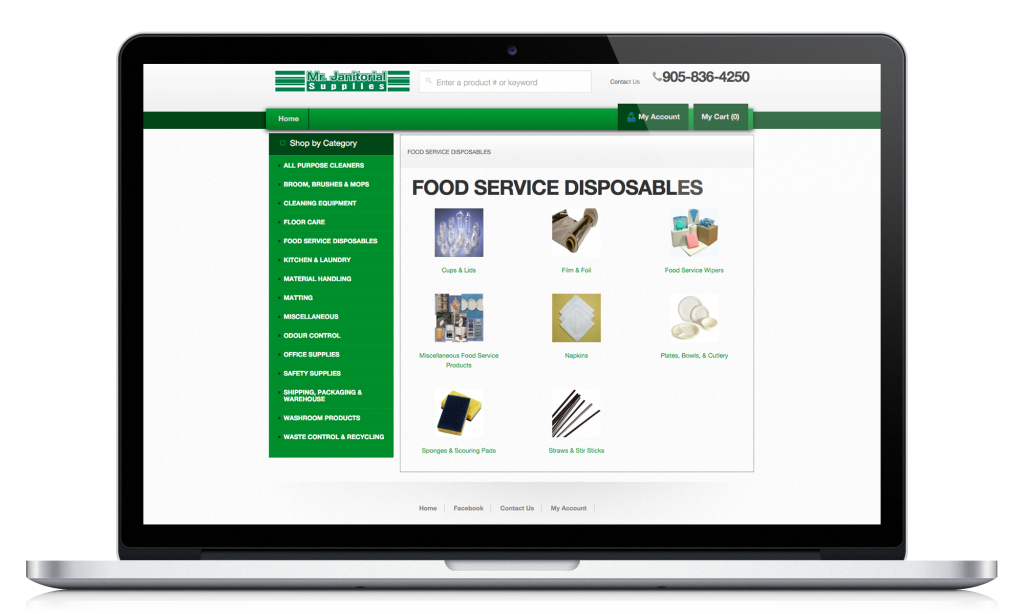 Mr. Janitorial
Supplies
Enter a product # or keyword
Contact Us
905-836-4250
Home
My Account
My Cart (0)
Shop by Category
ALL PURPOSE CLEANERS
BROOM, BRUSHES & MOPS
CLEANING EQUIPMENT
FLOOR CARE
FOOD SERVICE DISPOSABLES
KITCHEN & LAUNDRY
MATERIAL HANDLING
MATTING
MISCELLANEOUS
ODOUR CONTROL
OFFICE SUPPLIES
SAFETY SUPPLIES
SHIPPING, PACKAGING &
WAREHOUSE
WASHROOM PRODUCTS
WASTE CONTROL & RECYCLING
FOOD SERVICE DISPOSABLES
FOOD SERVICE DISPOSABLES
Cups & Lids
Film & Foil
Food Service Wipers
Miscellaneous Food Service
Products
Napkins
Plates, Bowls, & Cutlery
Sponges & Scouring Pads
Straws & Stir Sticks
Home
Facebook
Contact Us
My Account